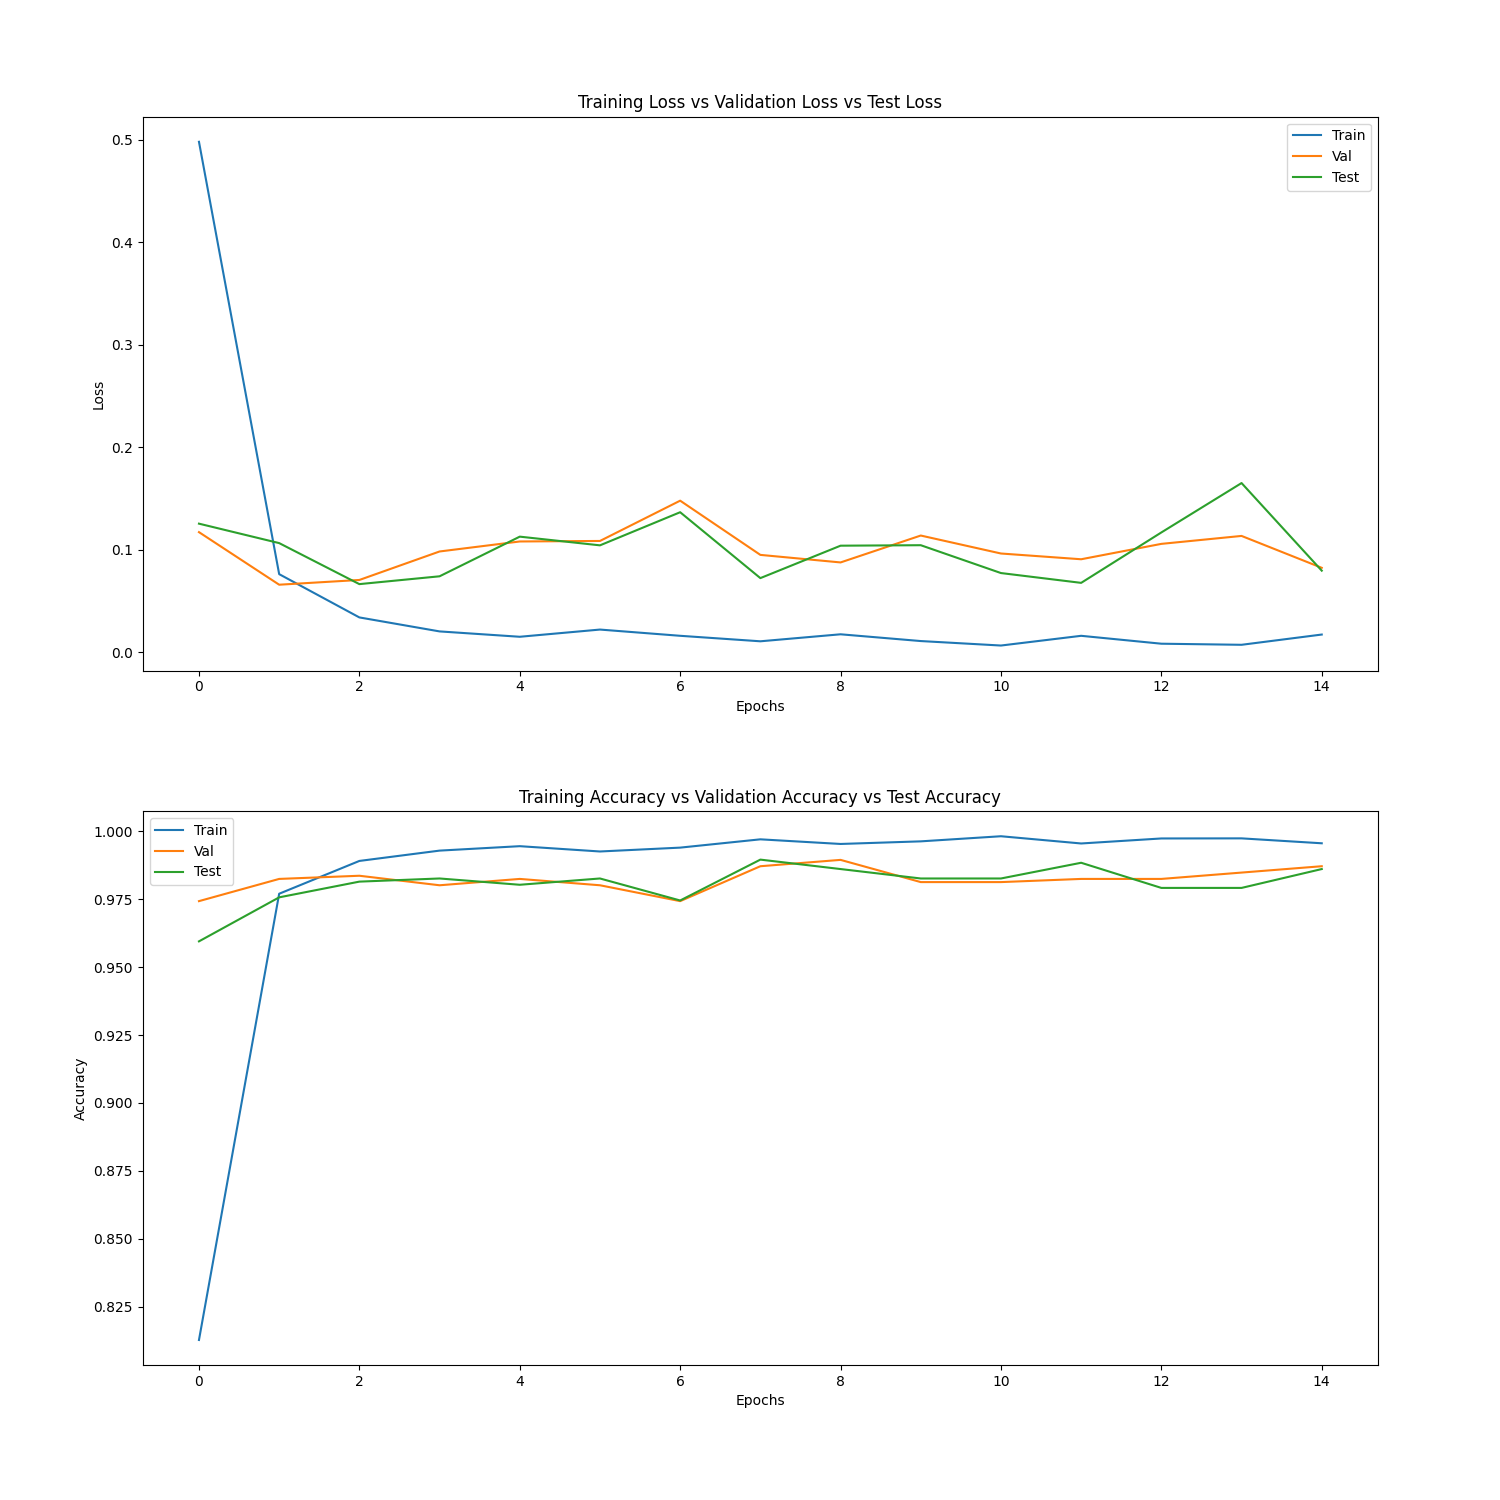 Training Loss vs Validation Loss vs Test Loss
Train
Val
Test
0.5
0.4
0.3
0.2
0.1
0.0
Loss
0 2 4 6 8 10 12 14
Epochs
Training Accuracy vs Validation Accuracy vs Test Accuracy
Train
Val
Test
1.000
0.975
0.950
0.925
0.900
0.875
0.850
0.825
Accuracy
0 2 4 6 8 10 12 14
Epochs